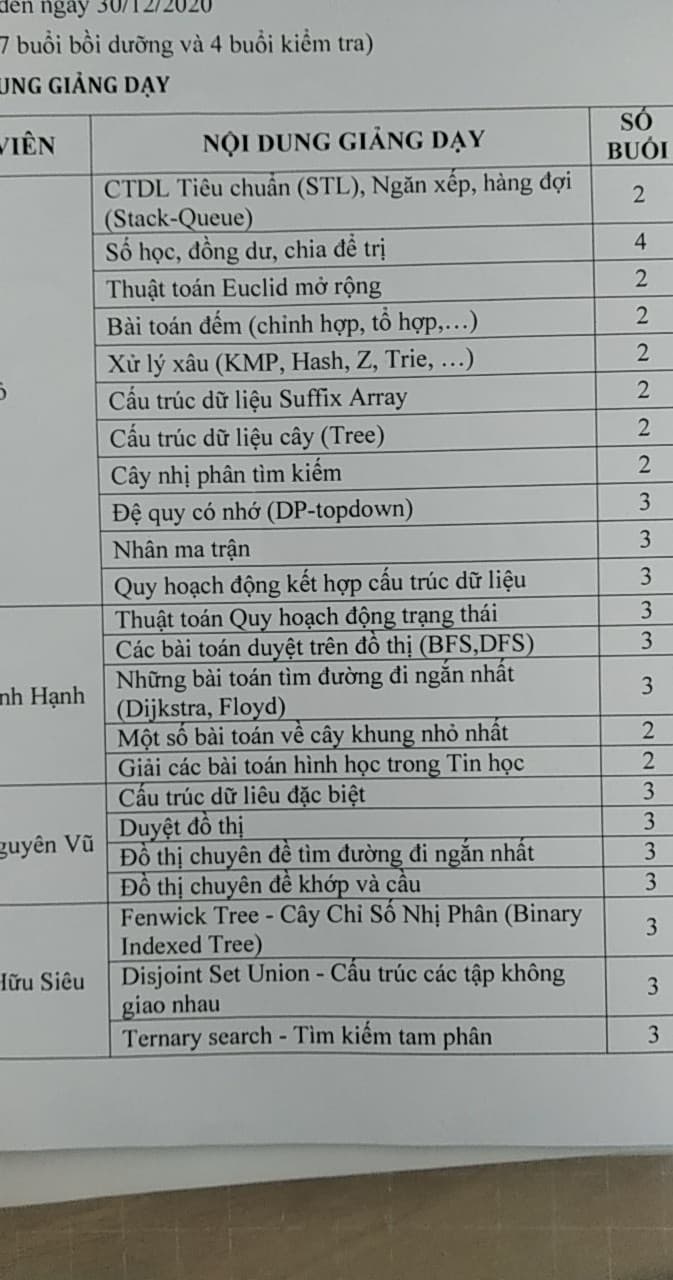 đến ngày 30/12/2020
7 buổi bồi dưỡng và 4 buổi kiểm tra)
UNG GIẢNG DẠY
VIÊN
NỘI DUNG GIẢNG DẠY
SỐ
BUỔI
CTDL Tiêu chuẩn (STL), Ngăn xếp, hàng đợi
(Stack-Queue)
2
Số học, đồng dư, chia để trị
4
Thuật toán Euclid mở rộng
2
Bài toán đếm (chỉnh hợp, tổ hợp,…)
2
Xử lý xâu (KMP, Hash, Z, Trie, …)
2
Cấu trúc dữ liệu Suffix Array
2
Cấu trúc dữ liệu cây (Tree)
2
Cây nhị phân tìm kiếm
2
Đệ quy có nhớ (DP-topdown)
3
Nhân ma trận
3
Quy hoạch động kết hợp cấu trúc dữ liệu
3
nh Hạnh
Thuật toán Quy hoạch động trạng thái
3
Các bài toán duyệt trên đồ thị (BFS,DFS)
3
Những bài toán tìm đường đi ngắn nhất
(Dijkstra, Floyd)
3
Một số bài toán về cây khung nhỏ nhất
2
Giải các bài toán hình học trong Tin học
2
guyên Vũ
Cấu trúc dữ liêu đặc biệt
3
Duyệt đồ thị
3
Đồ thị chuyên đề tìm đường đi ngắn nhất
3
Đồ thị chuyên đề khớp và cầu
3
Hữu Siêu
Fenwick Tree - Cây Chỉ Số Nhị Phân (Binary
Indexed Tree)
3
Disjoint Set Union - Cấu trúc các tập không
giao nhau
3
Ternary search - Tìm kiếm tam phân
3